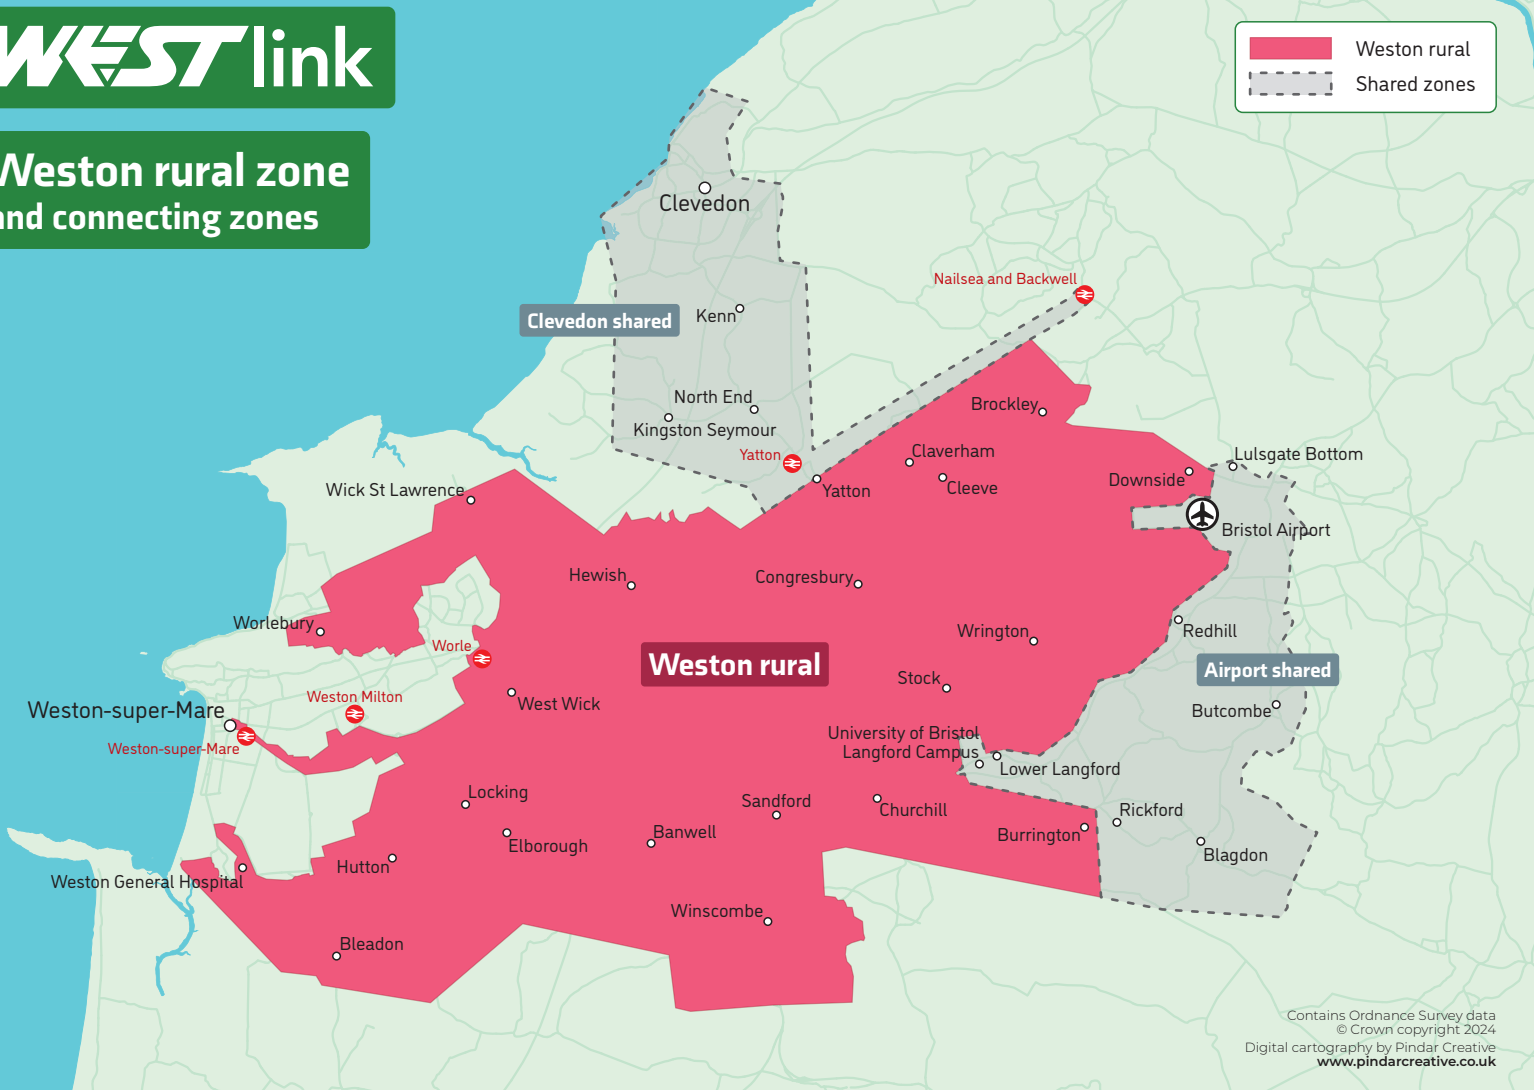 WEST link
Weston rural zone
and connecting zones
Weston rural
Shared zones
Clevedon
Nailsea and Backwell
Kenn
Clevedon shared
North End
Kingston Seymour
Brockley
Yatton
Claverham
Lulsgate Bottom
Wick St Lawrence
Yatton
Cleeve
Downside
Bristol Airport
Hewish
Congresbury
Worlebury
Wrington
Redhill
Worle
Weston rural
Airport shared
Stock
Weston Milton
West Wick
Butcombe
Weston-super-Mare
Weston-super-Mare
University of Bristol
Langford Campus
Lower Langford
Locking
Sandford
Churchill
Rickford
Banwell
Burrington
Elborough
Blagdon
Hutton
Weston General Hospital
Winscombe
Bleadon
Contains Ordnance Survey data
© Crown copyright 2024
Digital cartography by Pindar Creative
www.pindarcreative.co.uk